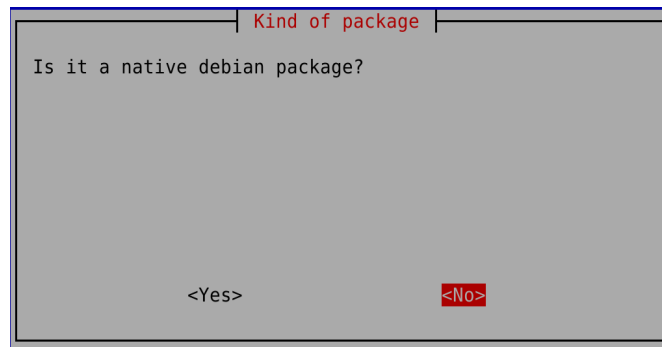 Kind of package
Is it a native debian package?
<Yes> <No>